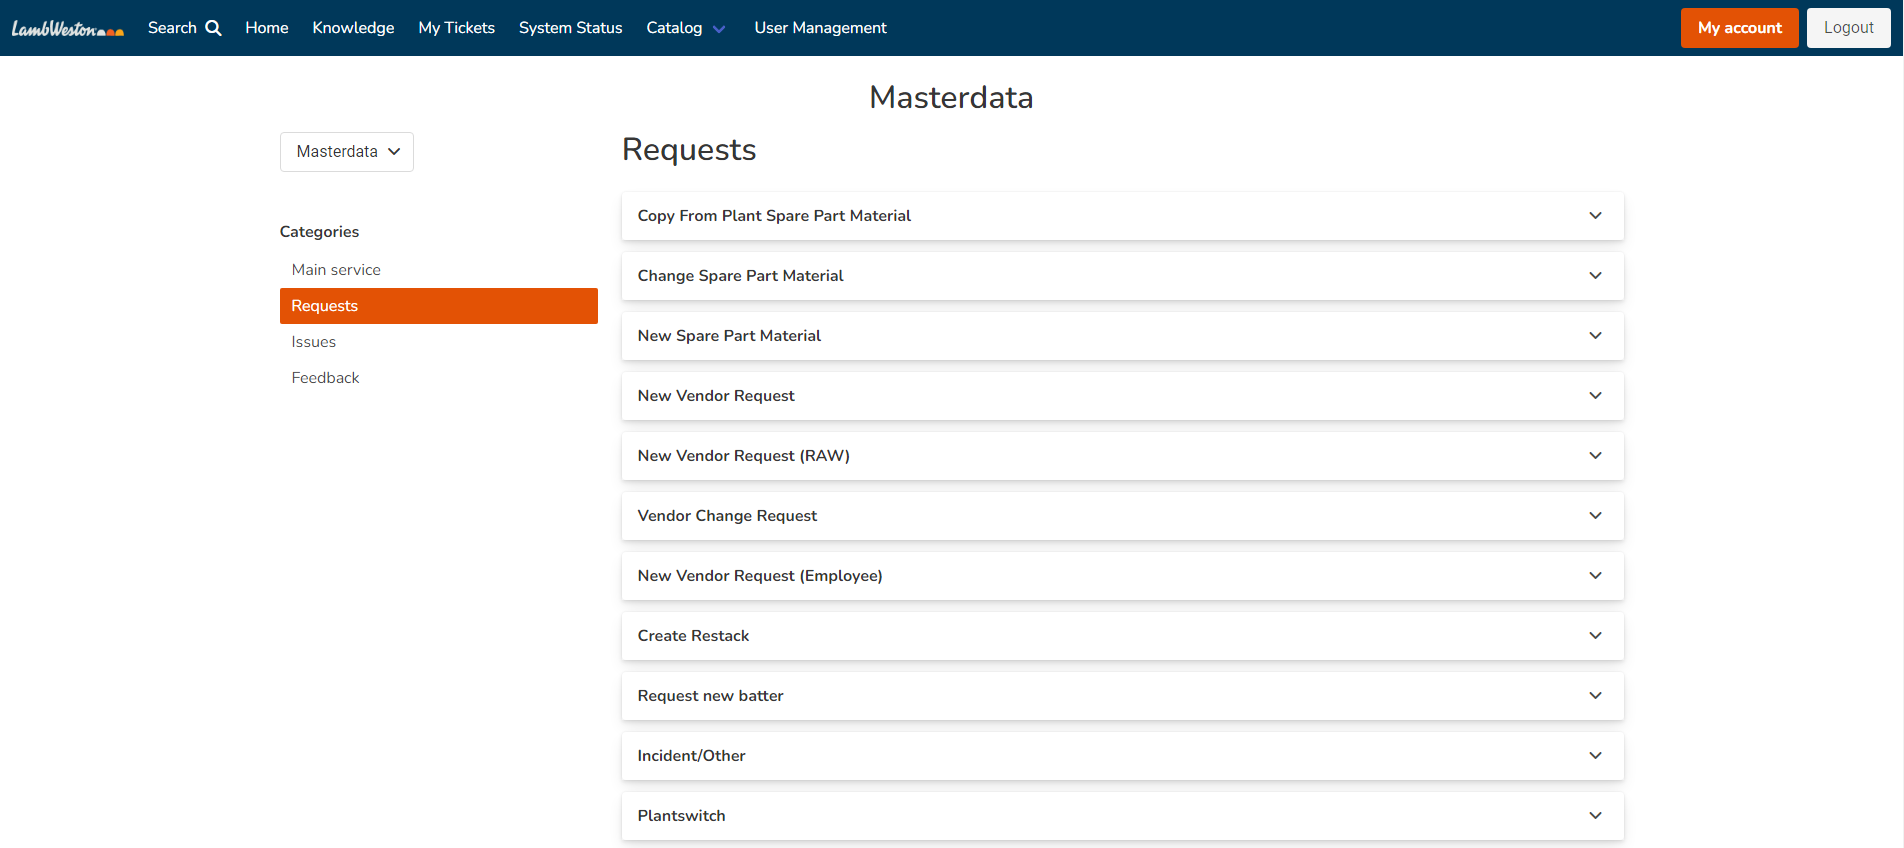 LambWeston Search Home Knowledge My Tickets System Status Catalog User Management My account Logout
Masterdata
Masterdata
Requests
Categories
Main service
Requests
Issues
Feedback
Copy From Plant Spare Part Material
Change Spare Part Material
New Spare Part Material
New Vendor Request
New Vendor Request (RAW)
Vendor Change Request
New Vendor Request (Employee)
Create Restack
Request new batter
Incident/Other
Plantswitch